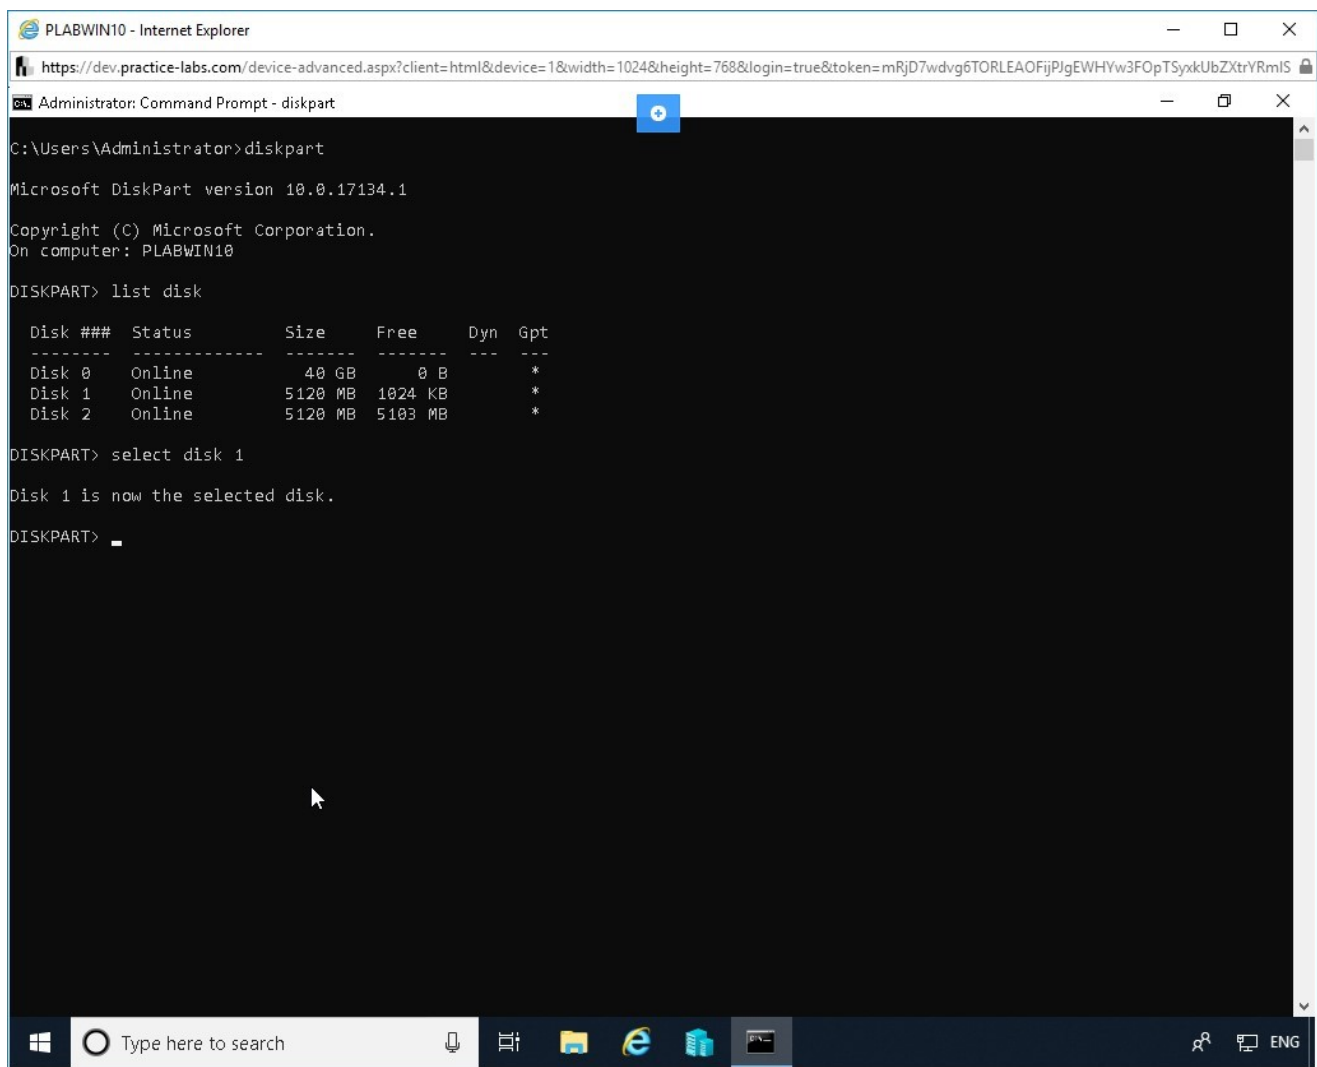 PLABWIN10 - Internet Explorer
https://dev.practice-labs.com/device-advanced.aspx?client=html&device=1&width=1024&height=768&login=true&token=mRjD7wdvg6TORLEAOFijPJgEWHYw3FOpTSyxkUbZXtrYRmIS
Administrator: Command Prompt - diskpart
C:\Users\Administrator>diskpart
Microsoft DiskPart version 10.0.17134.1
Copyright (C) Microsoft Corporation.
On computer: PLABWIN10
DISKPART> list disk
Disk ### Status Size Free Dyn Gpt
-------- ------------- ------- ------- --- ---
Disk 0 Online 40 GB 0 B *
Disk 1 Online 5120 MB 1024 KB *
Disk 2 Online 5120 MB 5103 MB *
DISKPART> select disk 1
Disk 1 is now the selected disk.
DISKPART> _
Type here to search
ENG